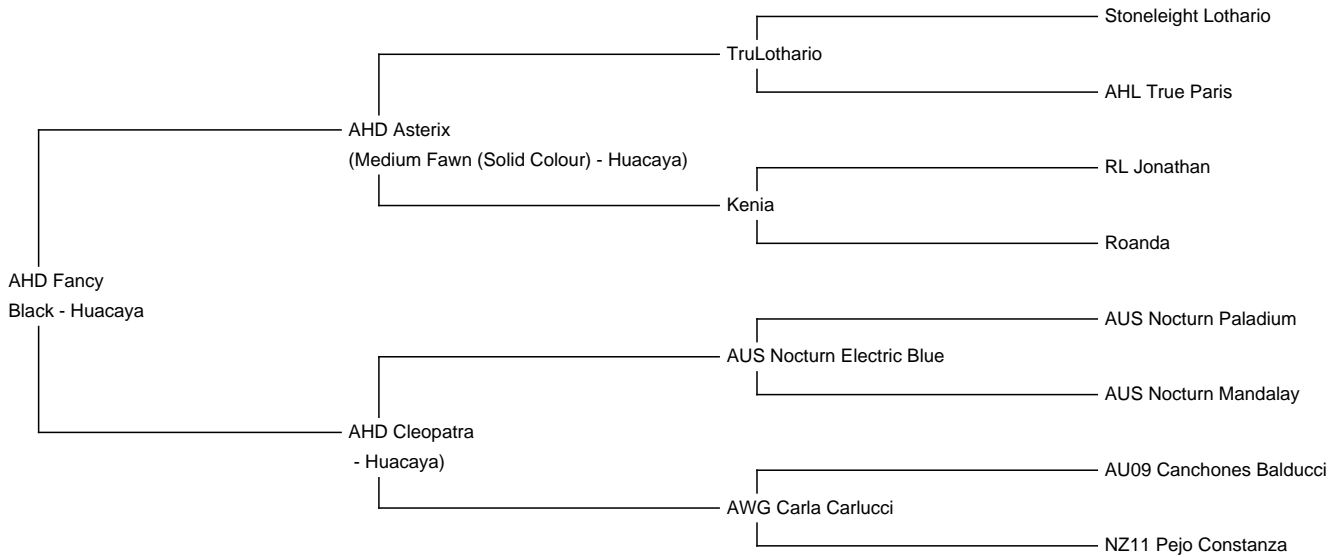 Stoneleight Lothario
TruLothario
AHL True Paris
AHD Asterix
(Medium Fawn (Solid Colour) - Huacaya)
RL Jonathan
Kenia
Roanda
AHD Fancy
Black - Huacaya
AUS Nocturn Paladium
AUS Nocturn Electric Blue
AUS Nocturn Mandalay
AHD Cleopatra
- Huacaya)
AU09 Canchones Balducci
AWG Carla Carlucci
NZ11 Pejo Constanza